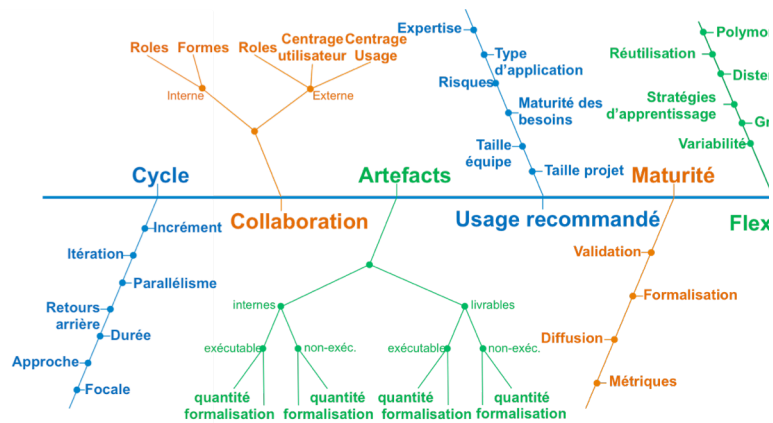 Expertise
Polymo
Roles
Formes
Roles
Centrage
utilisateur
Centrage
Usage
Type
d'application
Réutilisation
Risques
Interne
Externe
Maturité des
besoins
Stratégies
d'apprentissage
Taille
équipe
Variabilité
Taille projet
Cycle
Artefacts
Maturité
Collaboration
Usage recommandé
Flex
Incrément
Itération
Validation
Parallélisme
Formalisation
Retours
arrière
internes
livrables
Durée
Diffusion
exécutable
non-exéc.
exécutable
non-exéc.
Approche
Focale
Métriques
quantité
formalisation
quantité
formalisation
quantité
formalisation
quantité
formalisation